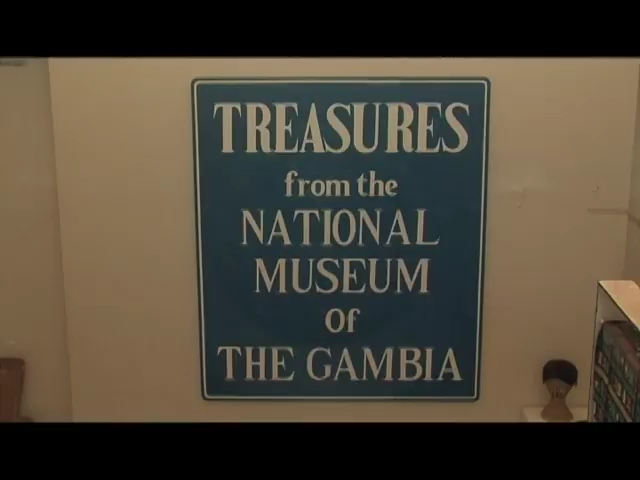 TREASURES
from the
NATIONAL
MUSEUM
Of
THE GAMBIA